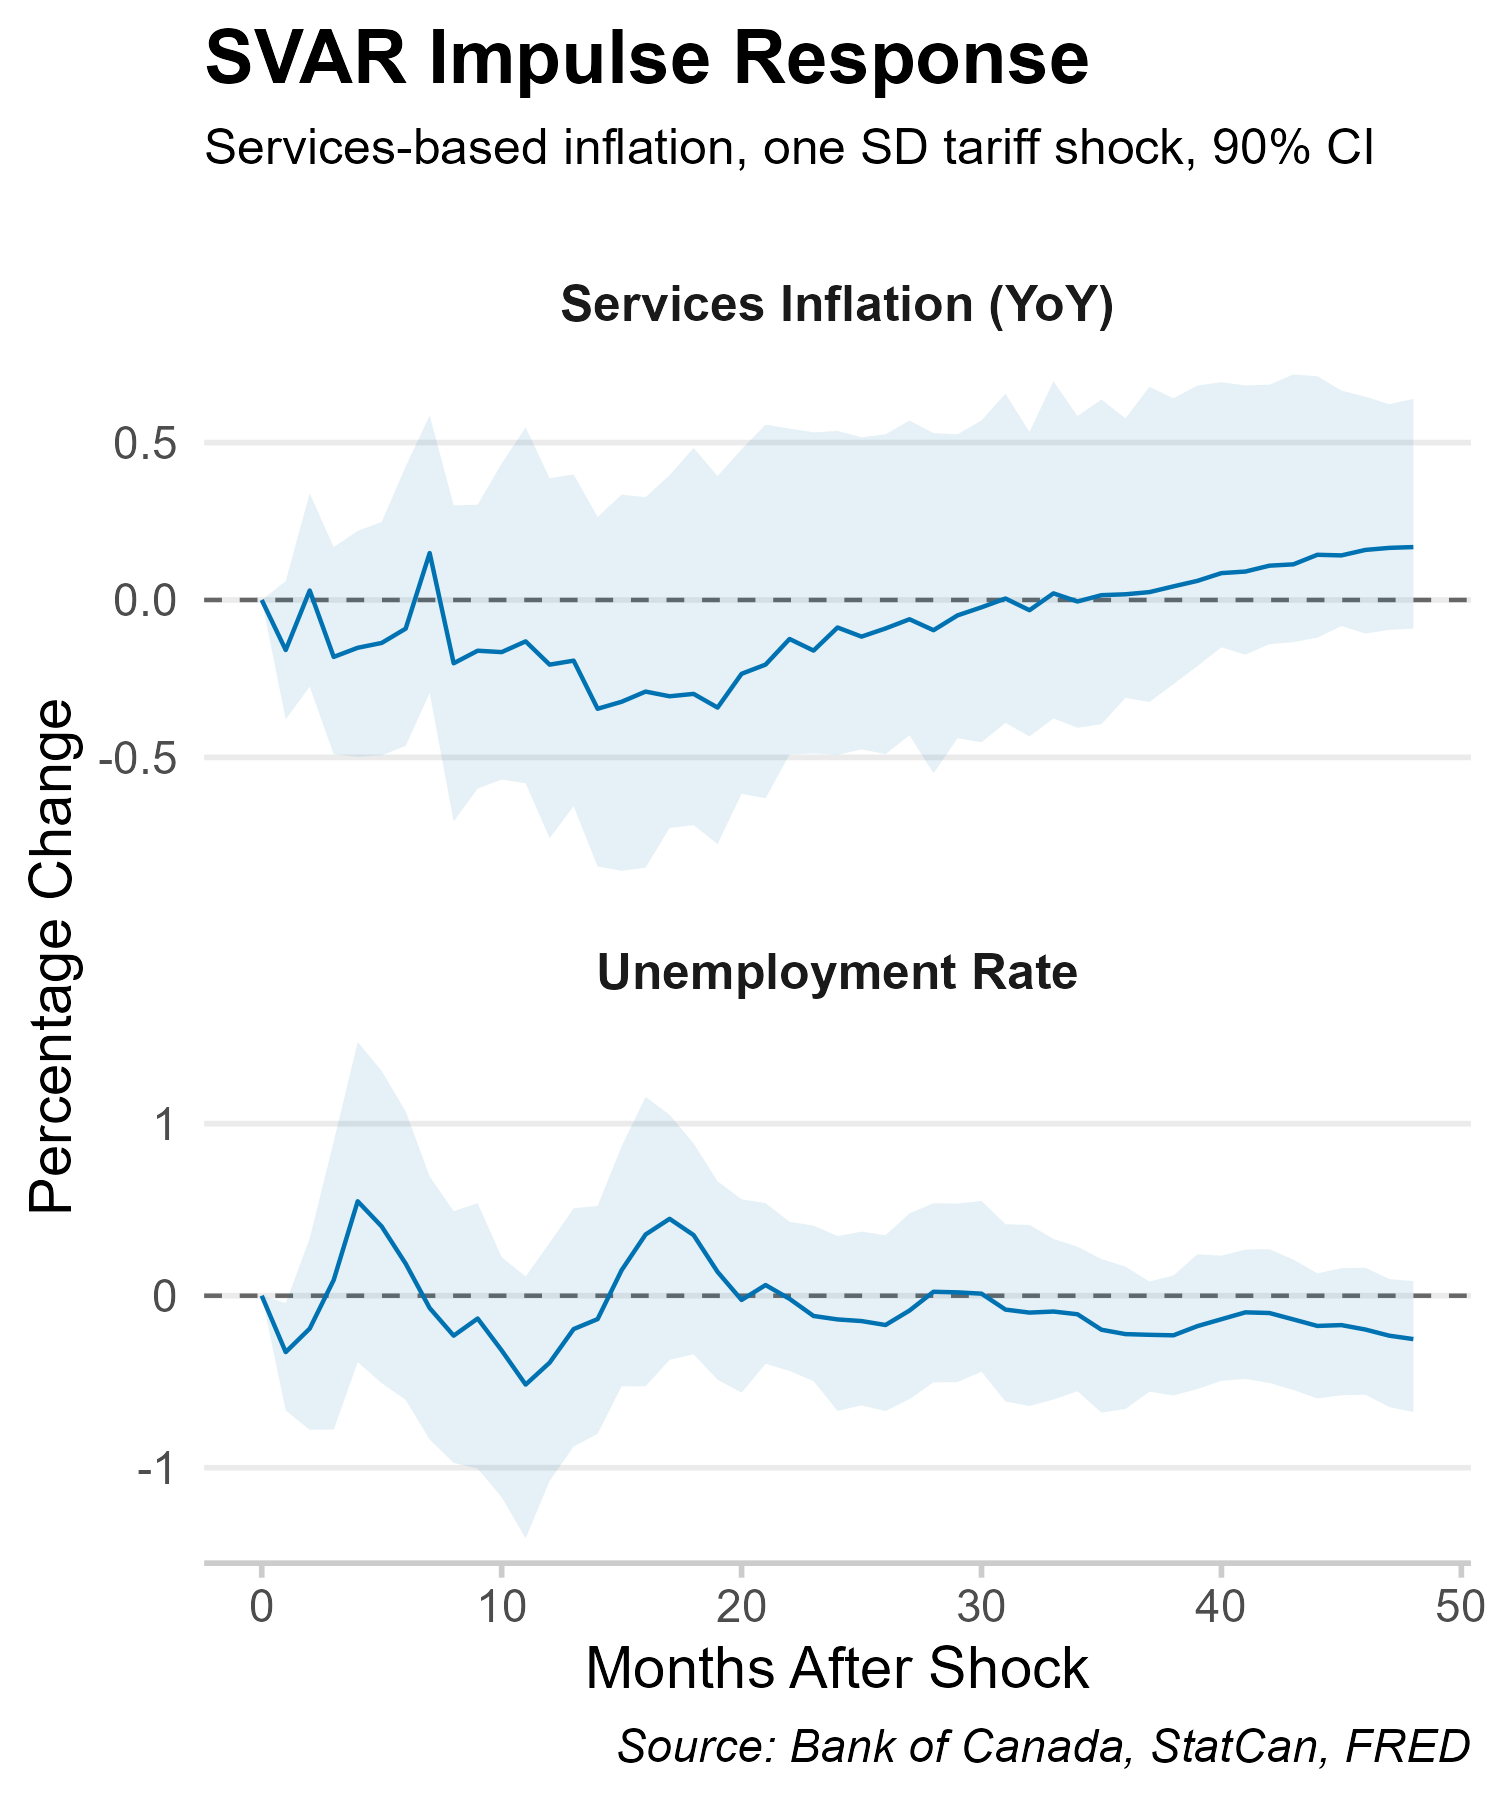 SVAR Impulse Response
Services-based inflation, one SD tariff shock, 90% CI
Services Inflation (YoY)
0.5
0.0
-0.5
Percentage Change
Unemployment Rate
1
0
-1
0 10 20 30 40 50
Months After Shock
Source: Bank of Canada, StatCan, FRED